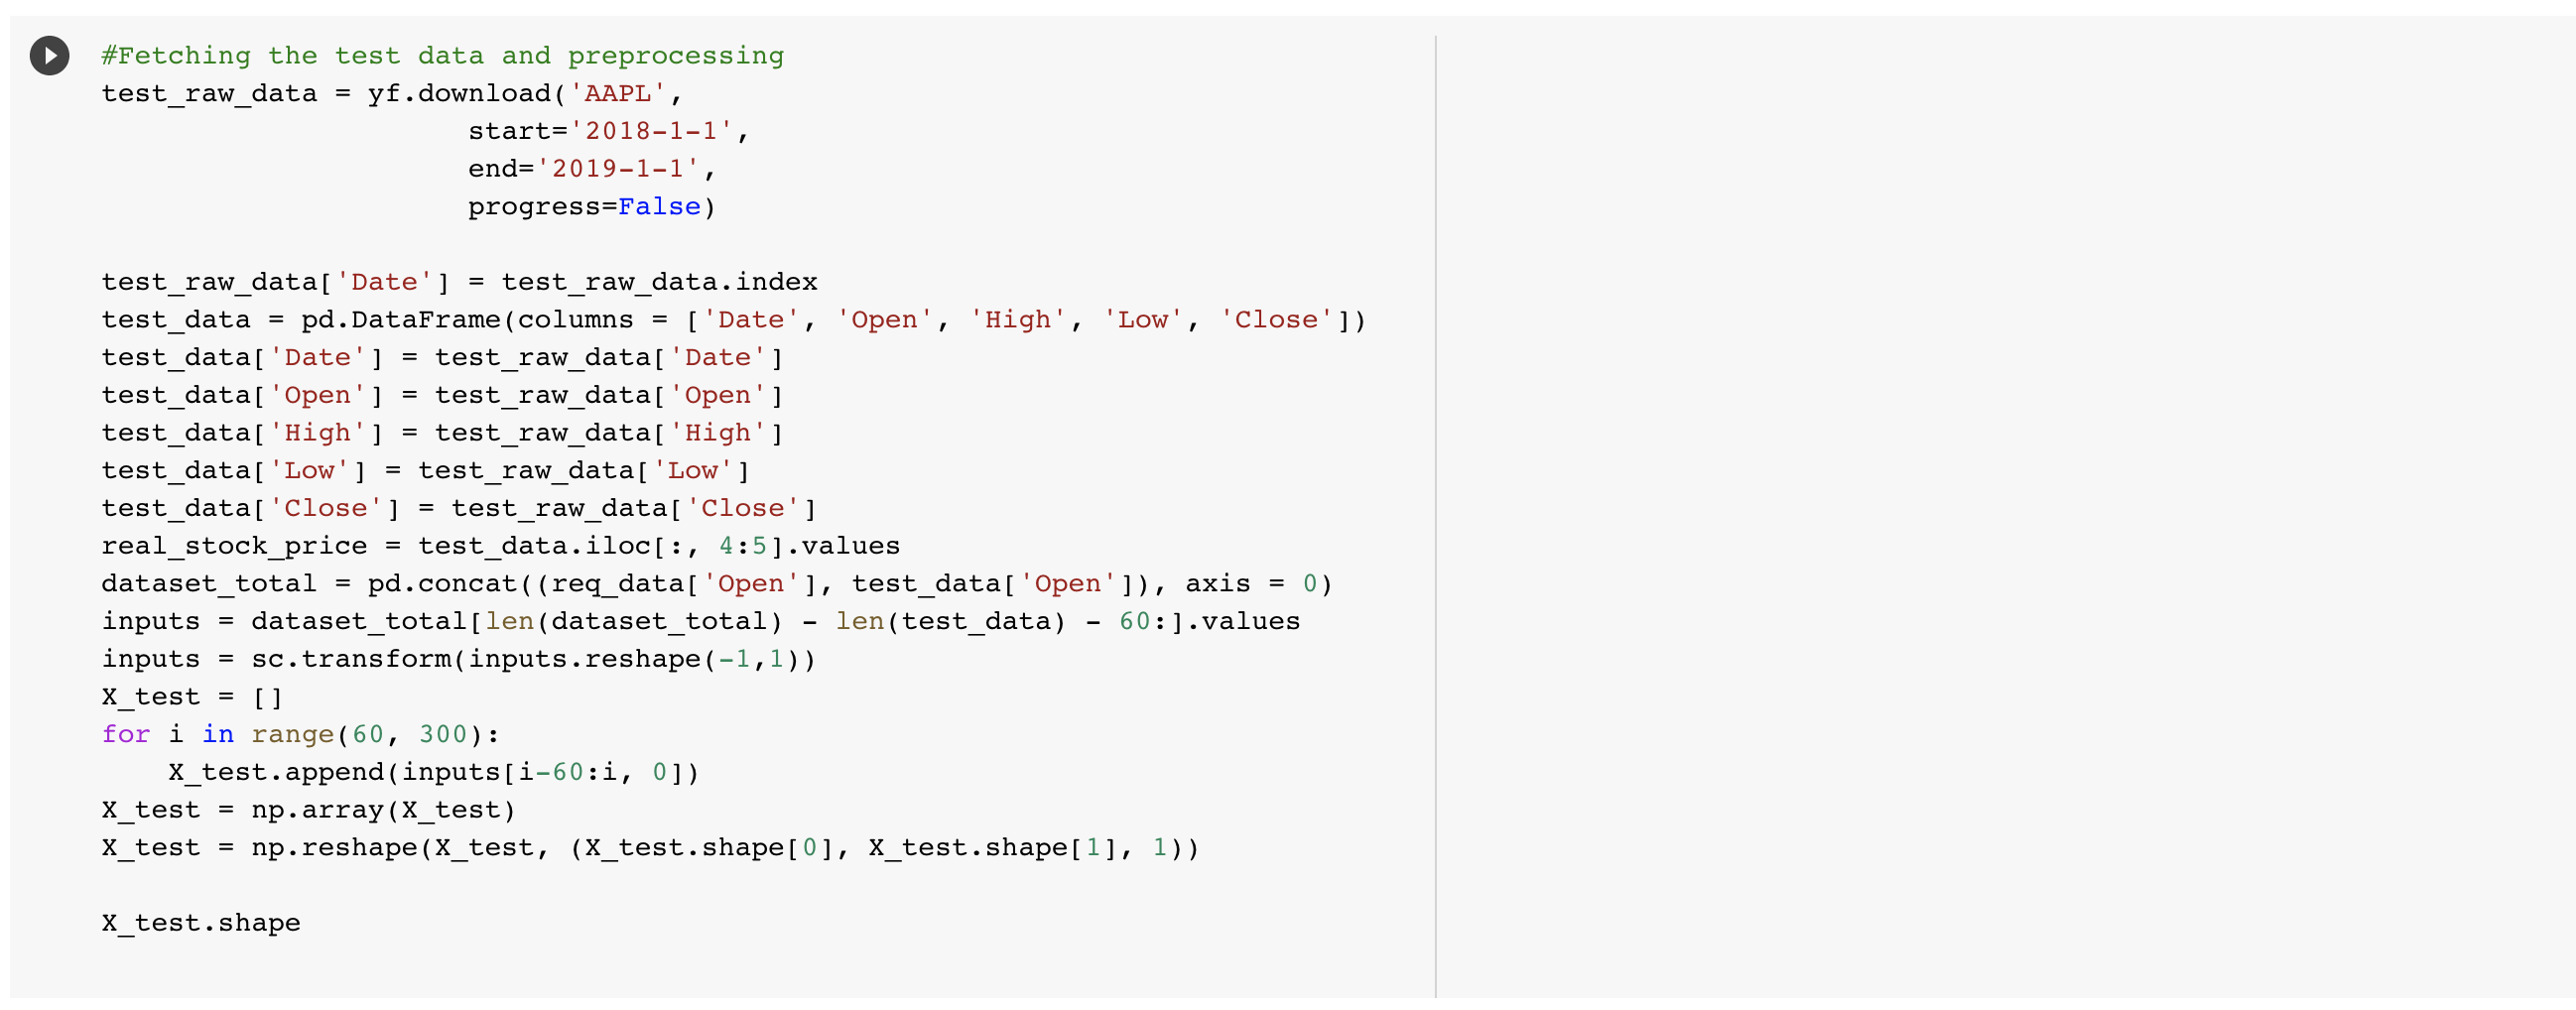 #Fetching the test data and preprocessing
test_raw_data = yf.download('AAPL',
                      start='2018-1-1',
                      end='2019-1-1',
                      progress=False)

test_raw_data['Date'] = test_raw_data.index
test_data = pd.DataFrame(columns = ['Date', 'Open', 'High', 'Low', 'Close'])
test_data['Date'] = test_raw_data['Date']
test_data['Open'] = test_raw_data['Open']
test_data['High'] = test_raw_data['High']
test_data['Low'] = test_raw_data['Low']
test_data['Close'] = test_raw_data['Close']
real_stock_price = test_data.iloc[:, 4:5].values
dataset_total = pd.concat((req_data['Open'], test_data['Open']), axis = 0)
inputs = dataset_total[len(dataset_total) - len(test_data) - 60:].values
inputs = sc.transform(inputs.reshape(-1,1))
X_test = []
for i in range(60, 300):
    X_test.append(inputs[i-60:i, 0])
X_test = np.array(X_test)
X_test = np.reshape(X_test, (X_test.shape[0], X_test.shape[1], 1))

X_test.shape